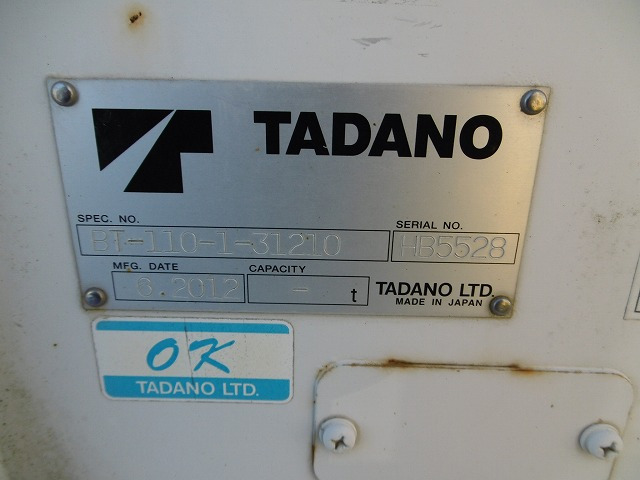 TADANO
SPEC. NO.
BT-110-1-31210
SERIAL NO.
HB5528
MFG. DATE
6.2012
CAPACITY
- t
TADANO LTD.
MADE IN JAPAN
OK
TADANO LTD.